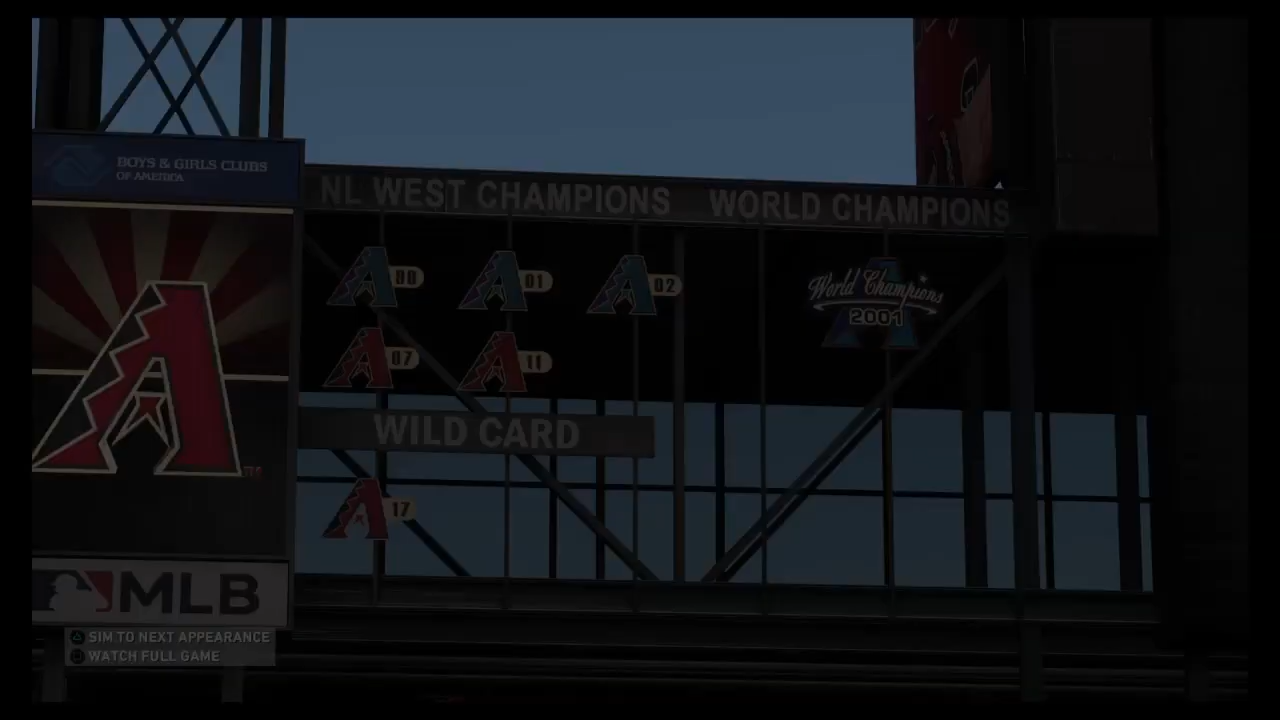 BOYS & GIRLS CLUBS
OF AMERICA
NL WEST CHAMPIONS
WORLD CHAMPIONS
A 00
A 01
A 02
World Champions
2001
A 07
A 11
WILD CARD
A 17
A
TM
MLB
SIM TO NEXT APPEARANCE
WATCH FULL GAME